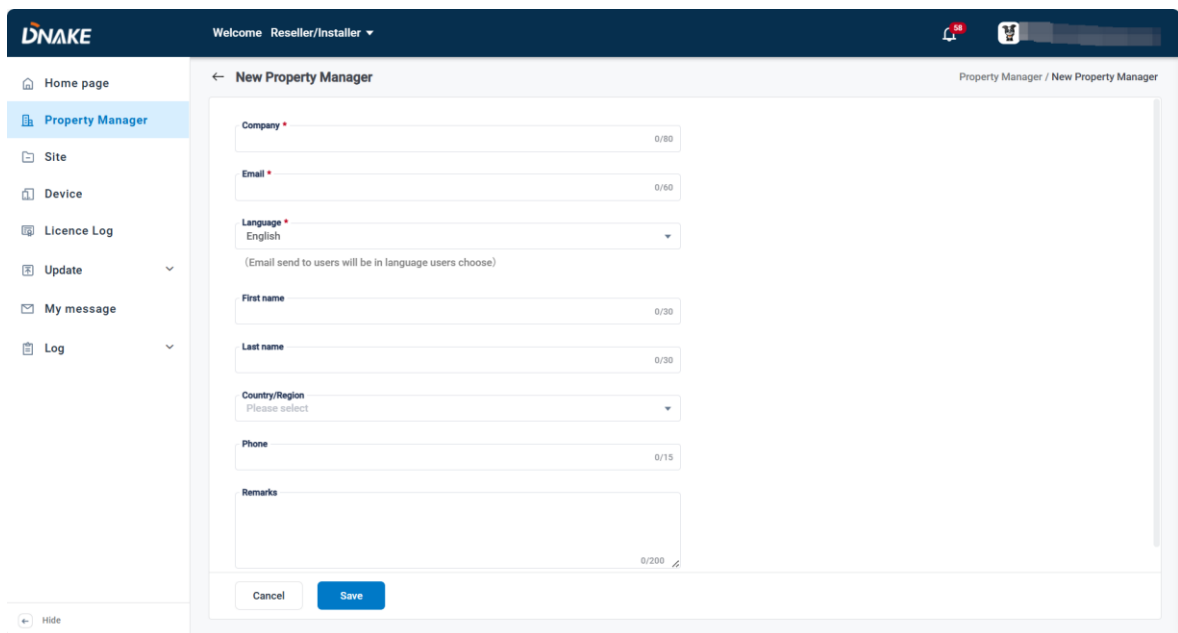 DNAKE
Welcome Reseller/Installer
58
Home page
Property Manager
Site
Device
Licence Log
Update
My message
Log
Hide
New Property Manager
Property Manager / New Property Manager
Company *
0/80
Email *
0/60
Language *
English
(Email send to users will be in language users choose)
First name
0/30
Last name
0/30
Country/Region
Please select
Phone
0/15
Remarks
0/200
Cancel
Save